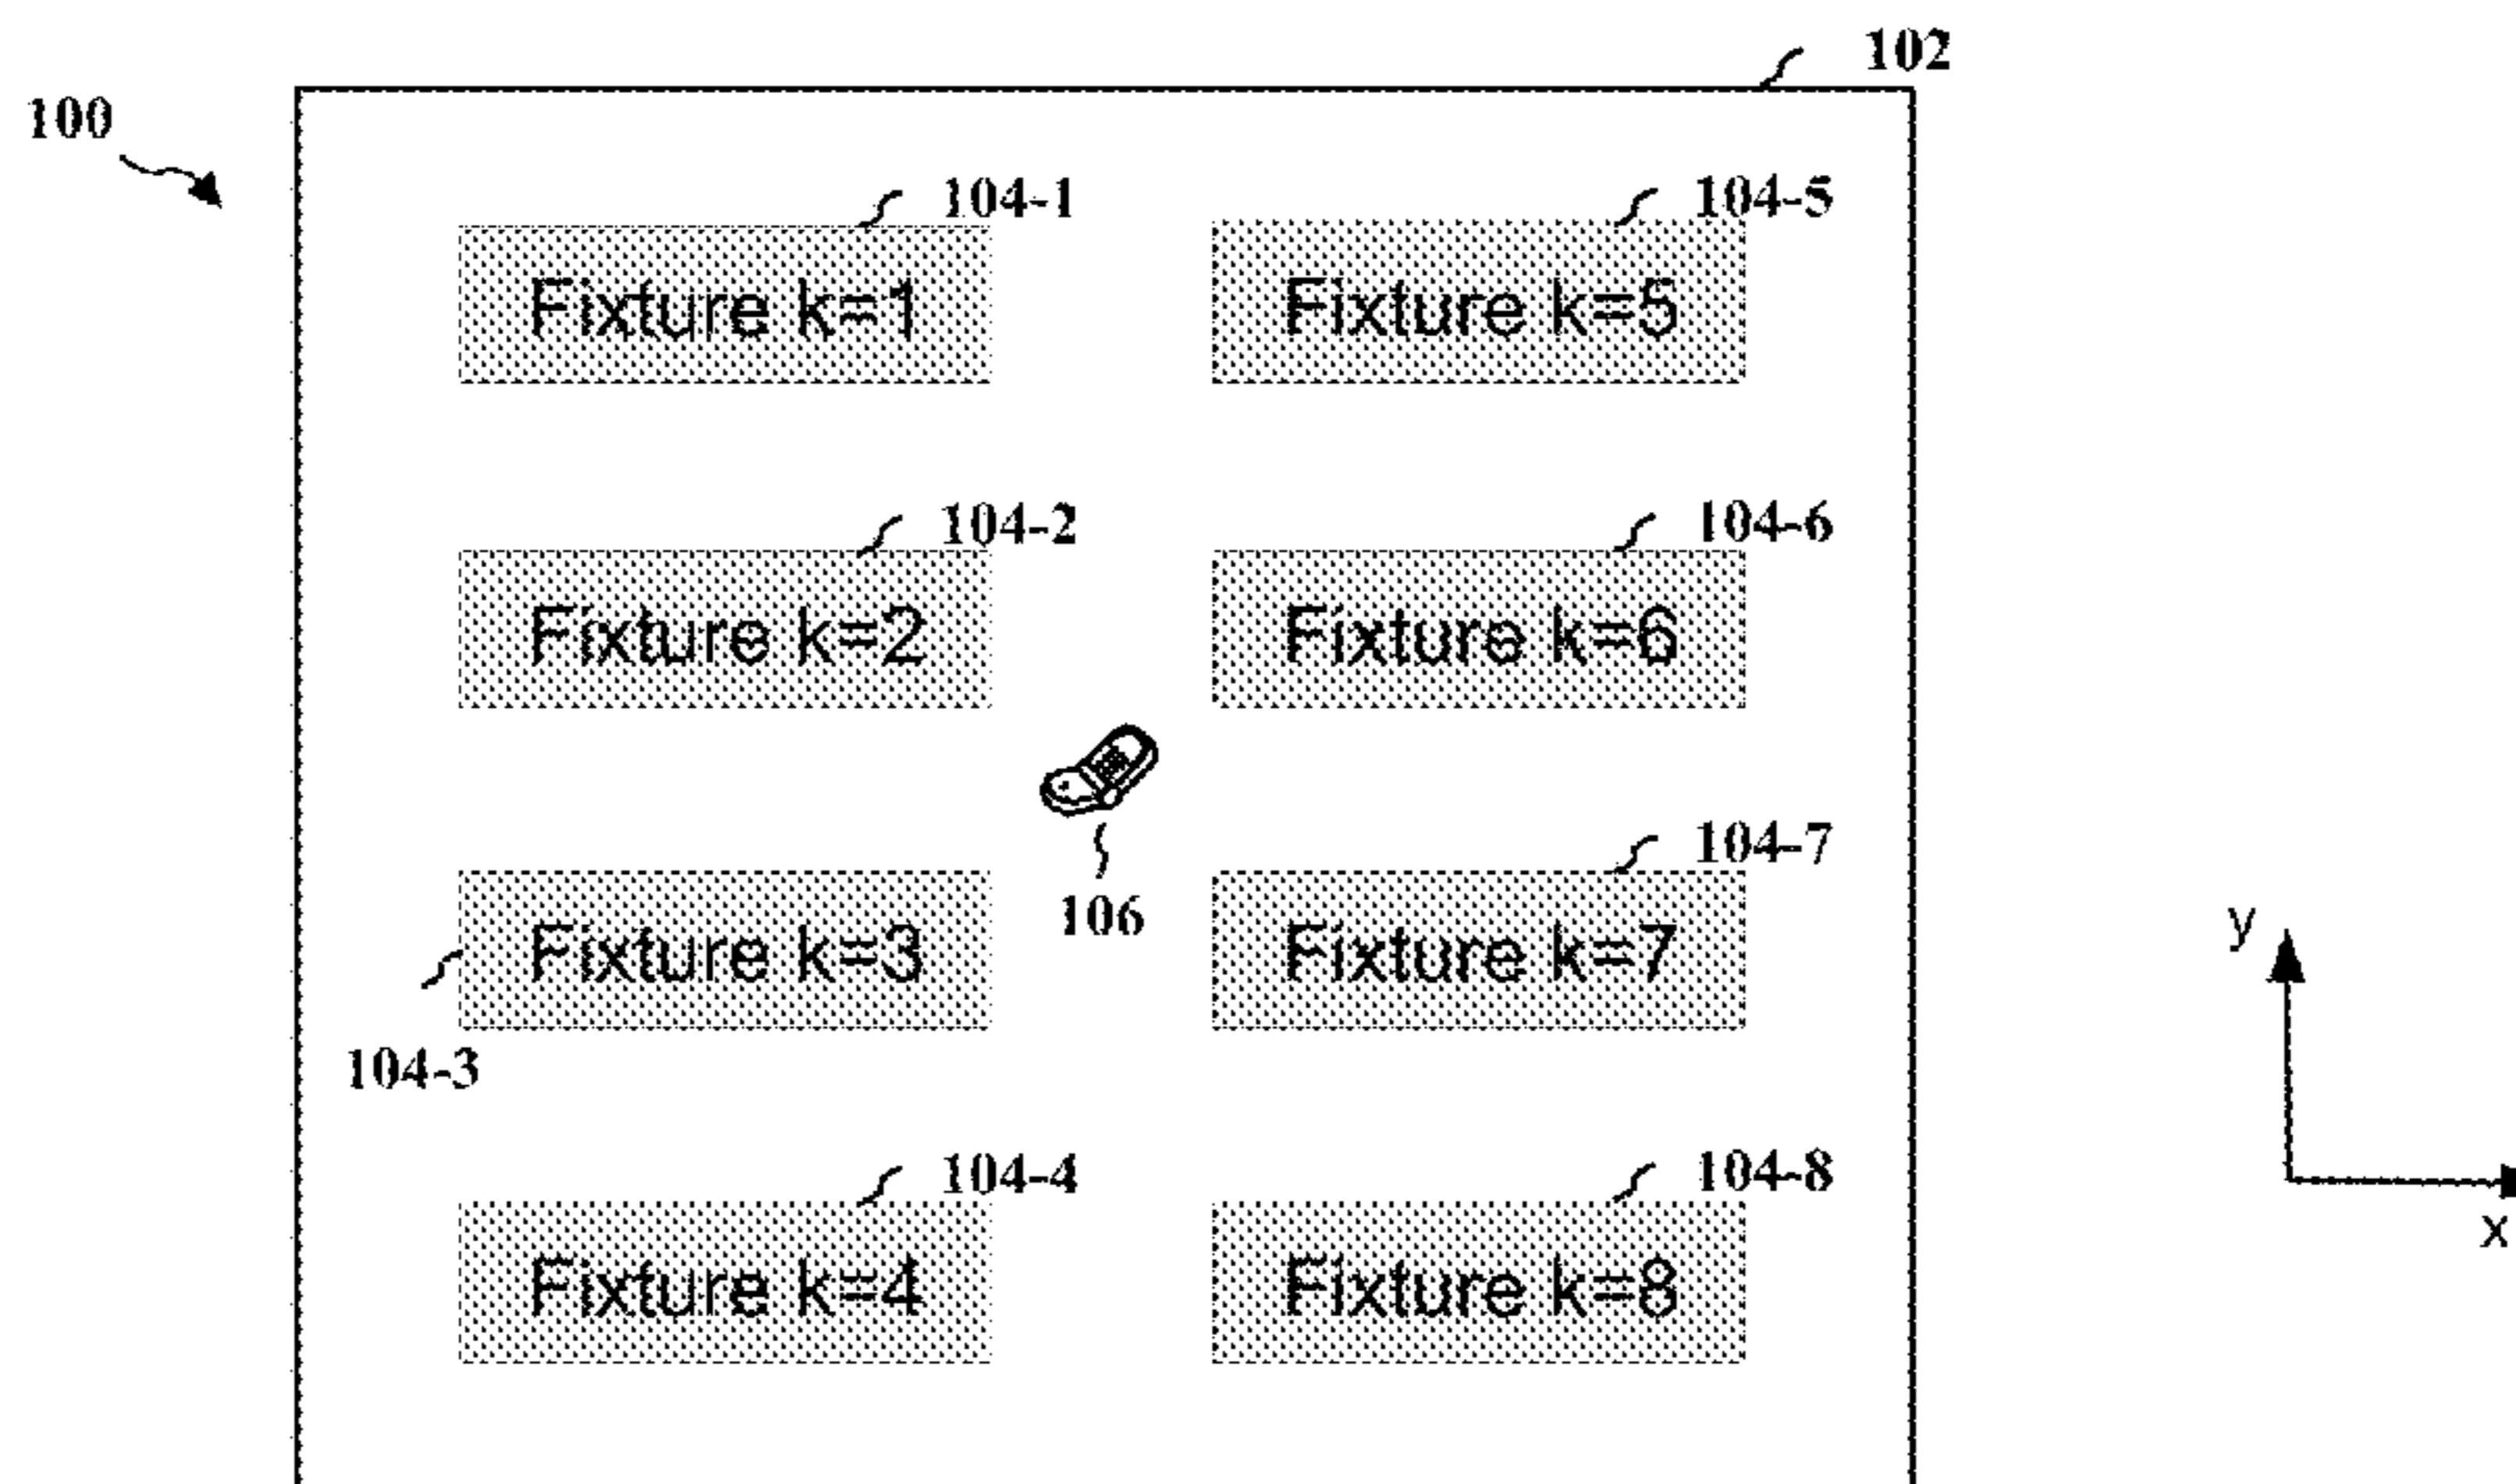 102
100
104-1
104-5
Fixture k=1
Fixture k=5
104-2
104-6
Fixture k=2
Fixture k=6
104-7
106
y
Fixture k=3
Fixture k=7
104-3
104-4
104-8
x
Fixture k=4
Fixture k=8